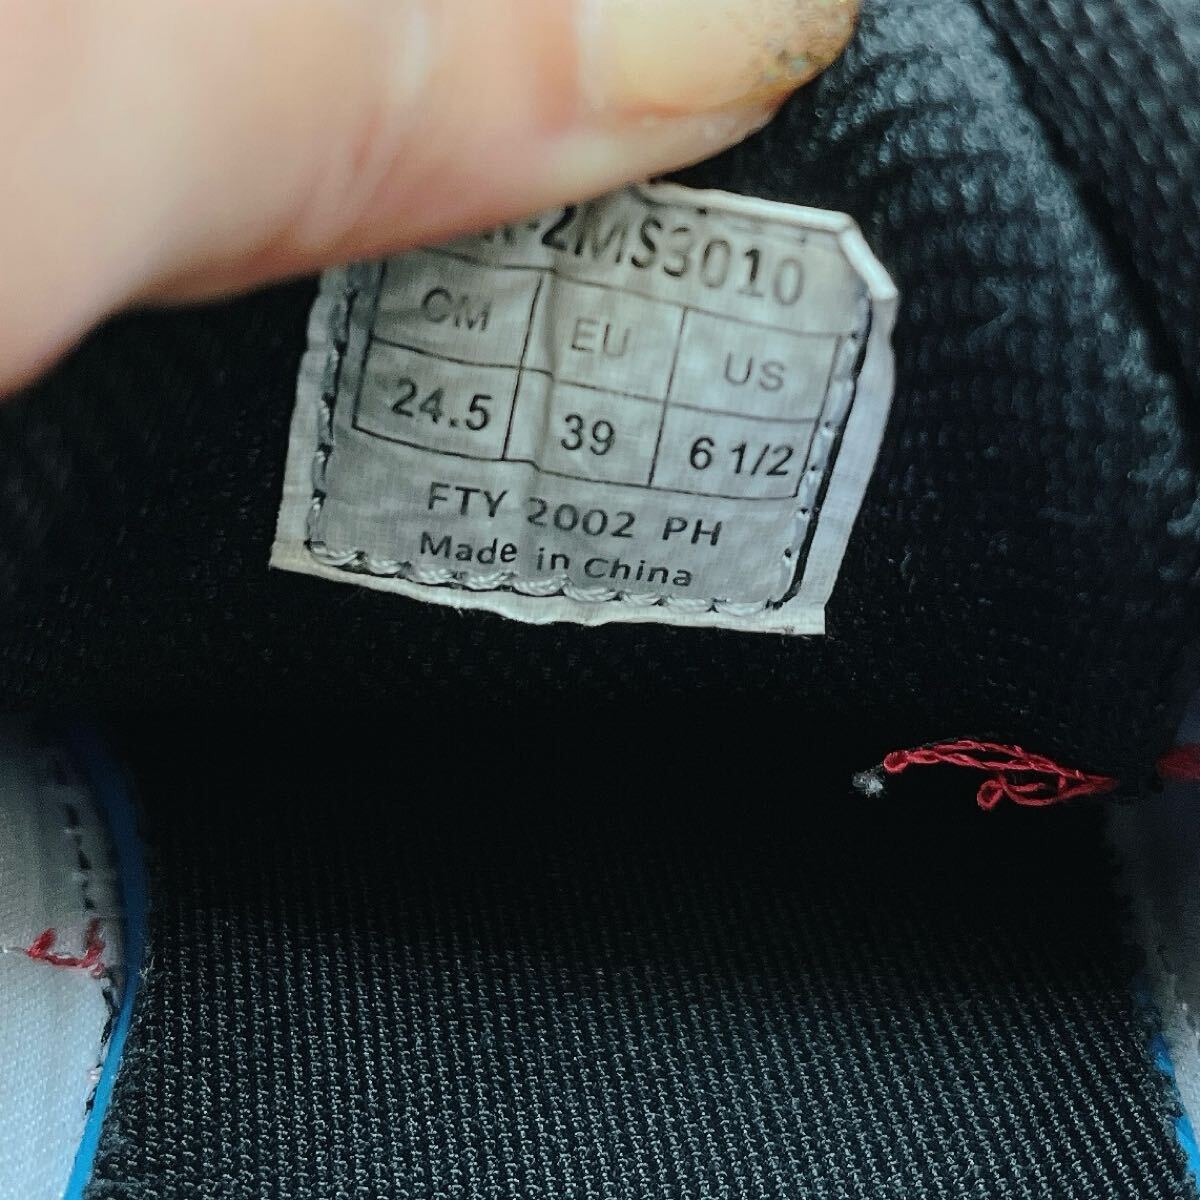 -2MS3010
CM EU US
24.5 39 6 1/2
FTY 2002 PH
Made in China